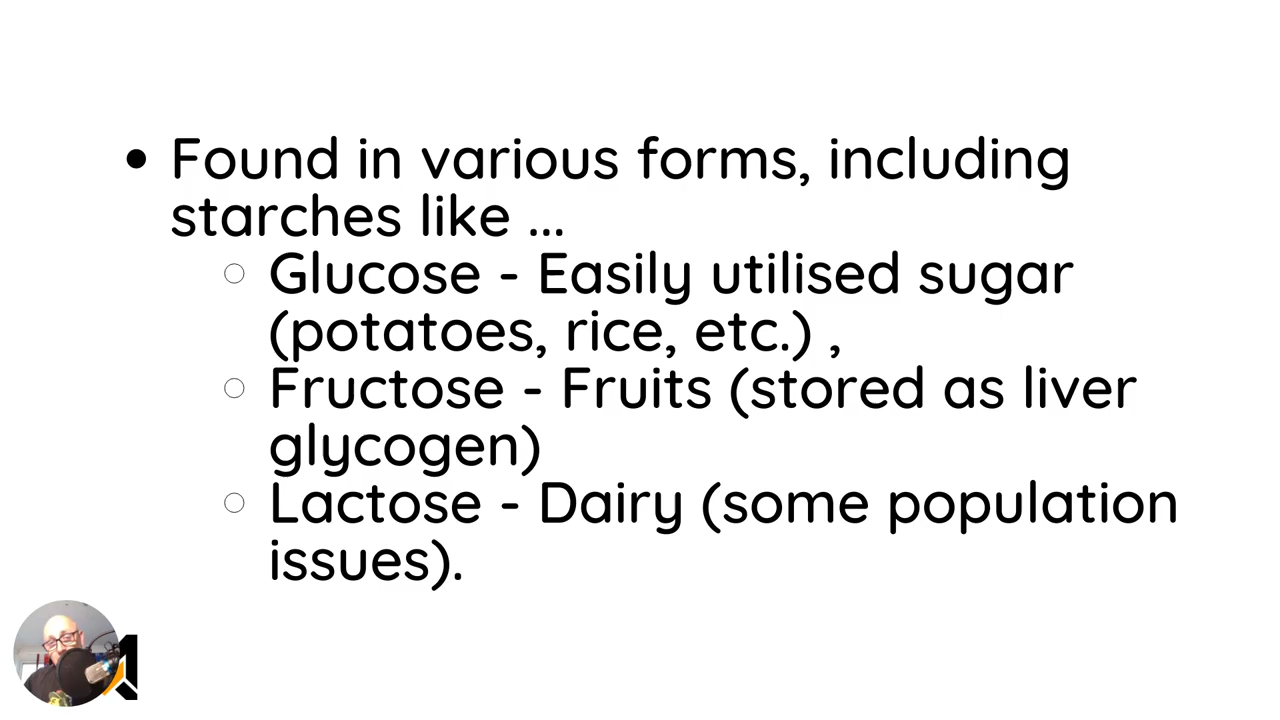 Found in various forms, including
starches like ...
Glucose - Easily utilised sugar
(potatoes, rice, etc.) ,
Fructose - Fruits (stored as liver
glycogen)
Lactose - Dairy (some population
issues).